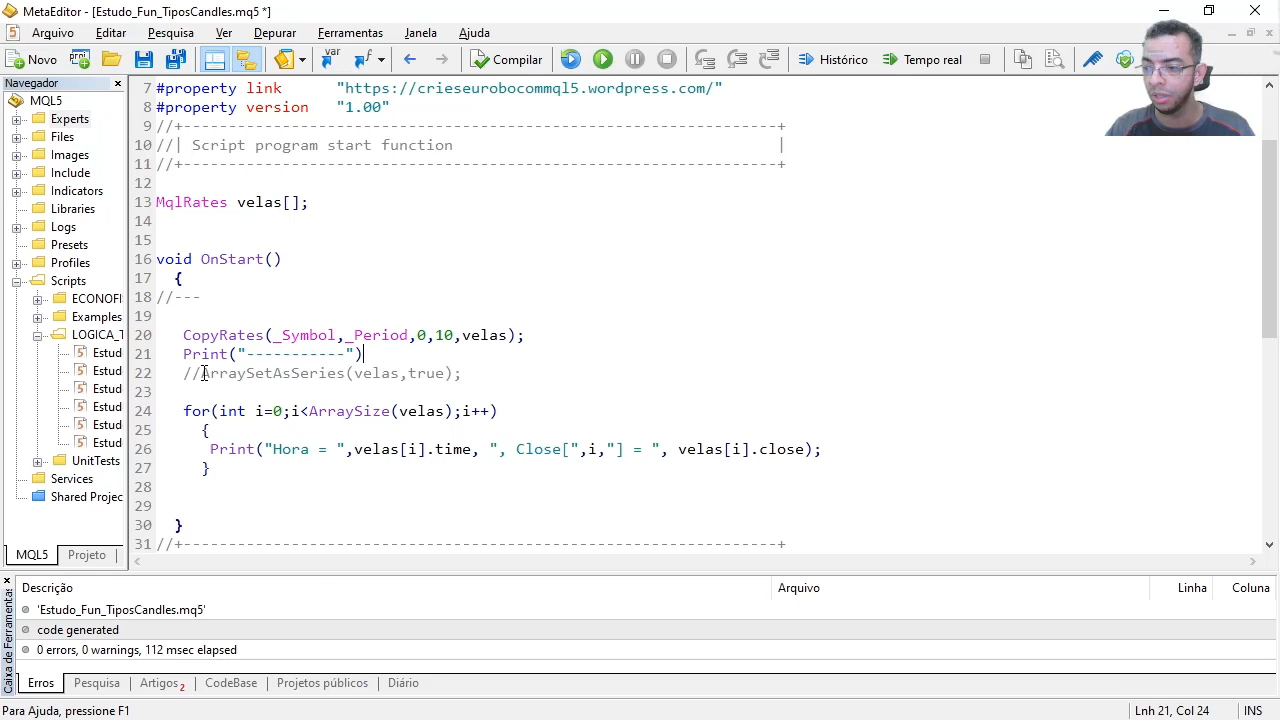 MetaEditor - [Estudo_Fun_TiposCandles.mq5 *]
Arquivo Editar Pesquisa Ver Depurar Ferramentas Janela Ajuda
Novo var Compilar Histórico Tempo real
Navegador
MQL5
Experts
Files
Images
Include
Indicators
Libraries
Logs
Presets
Profiles
Scripts
ECONOFI
Examples
LOGICA_T
Estud
Estud
Estud
Estud
Estud
Estud
UnitTests
Services
Shared Projec
MQL5 Projeto
7 #property link "https://crieseurobocommql5.wordpress.com/"
8 #property version "1.00"
9 //+------------------------------------------------------------------+
10 //| Script program start function |
11 //+------------------------------------------------------------------+
12
13 MqlRates velas[];
14
15
16 void OnStart()
17 {
18 //---
19
20 CopyRates(_Symbol,_Period,0,10,velas);
21 Print("-----------")
22 //ArraySetAsSeries(velas,true);
23
24 for(int i=0;i<ArraySize(velas);i++)
25 {
26 Print("Hora = ",velas[i].time, ", Close[",i,"] = ", velas[i].close);
27 }
28
29
30 }
31 //+------------------------------------------------------------------+
Caixa de Ferramentas:
Descrição Arquivo Linha Coluna
'Estudo_Fun_TiposCandles.mq5'
code generated
0 errors, 0 warnings, 112 msec elapsed
Erros Pesquisa Artigos 2 CodeBase Projetos públicos Diário
Para Ajuda, pressione F1 Lnh 21, Col 24 INS